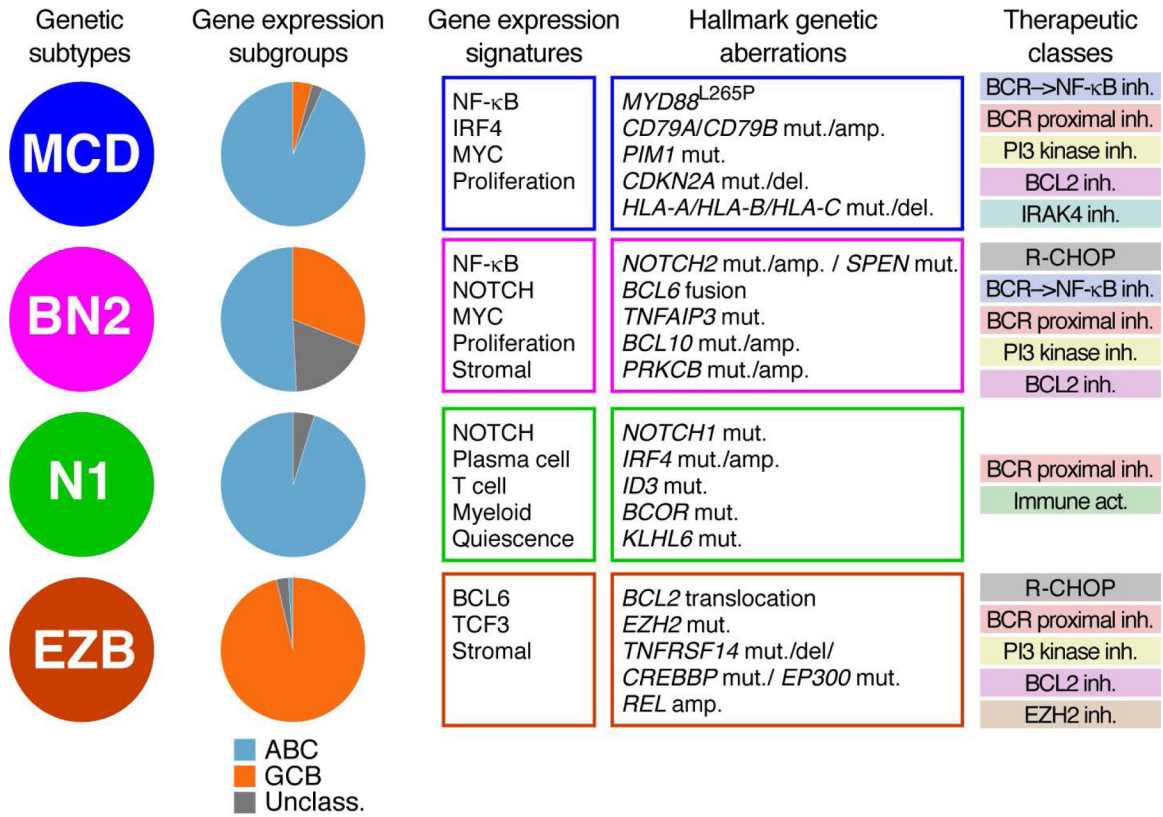 Genetic subtypes
Gene expression subgroups
Gene expression signatures
Hallmark genetic aberrations
Therapeutic classes
MCD
NF-κB
IRF4
MYC
Proliferation
MYD88L265P
CD79A/CD79B mut./amp.
PIM1 mut.
CDKN2A mut./del.
HLA-A/HLA-B/HLA-C mut./del.
BCR–>NF-κB inh.
BCR proximal inh.
PI3 kinase inh.
BCL2 inh.
IRAK4 inh.
BN2
NF-κB
NOTCH
MYC
Proliferation
Stromal
NOTCH2 mut./amp. / SPEN mut.
BCL6 fusion
TNFAIP3 mut.
BCL10 mut./amp.
PRKCB mut./amp.
R-CHOP
BCR–>NF-κB inh.
BCR proximal inh.
PI3 kinase inh.
BCL2 inh.
N1
NOTCH
Plasma cell
T cell
Myeloid
Quiescence
NOTCH1 mut.
IRF4 mut./amp.
ID3 mut.
BCOR mut.
KLHL6 mut.
BCR proximal inh.
Immune act.
EZB
BCL6
TCF3
Stromal
BCL2 translocation
EZH2 mut.
TNFRSF14 mut./del/
CREBBP mut./ EP300 mut.
REL amp.
R-CHOP
BCR proximal inh.
PI3 kinase inh.
BCL2 inh.
EZH2 inh.
ABC
GCB
Unclass.